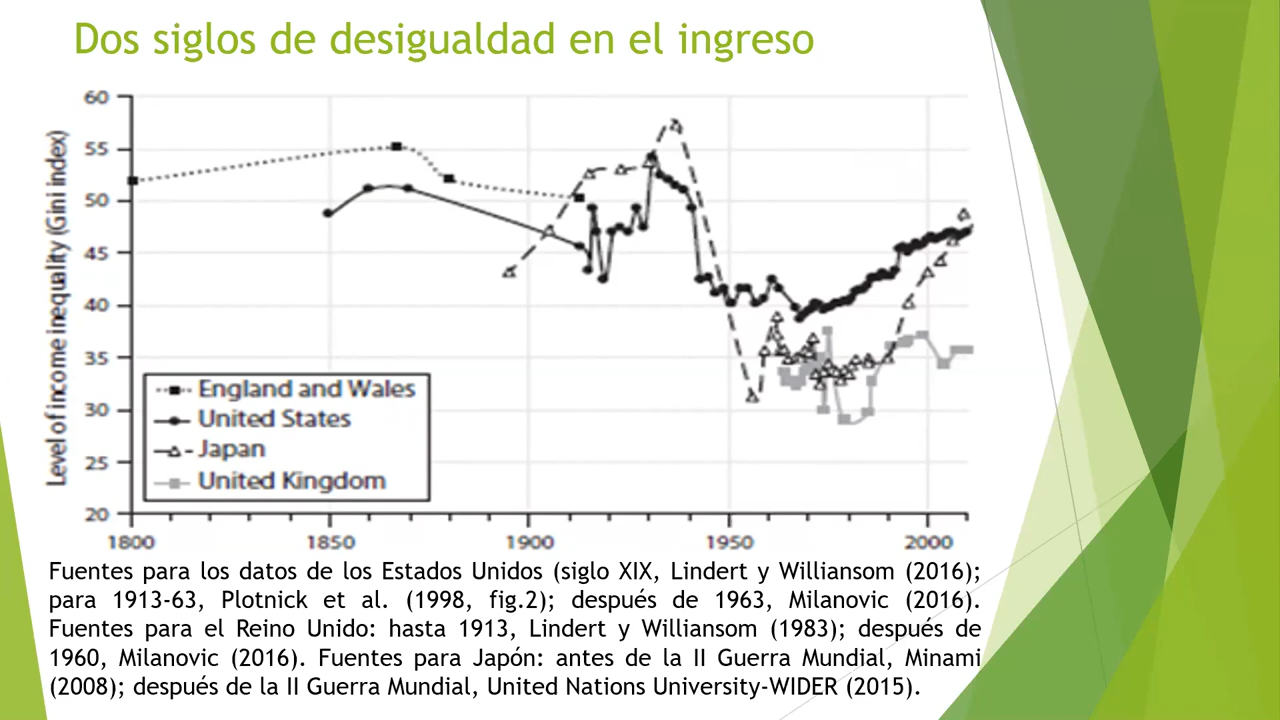 Dos siglos de desigualdad en el ingreso
Level of income inequality (Gini index)
60
55
50
45
40
35
30
25
20
England and Wales
United States
Japan
United Kingdom
1800 1850 1900 1950 2000
Fuentes para los datos de los Estados Unidos (siglo XIX, Lindert y Williansom (2016);
para 1913-63, Plotnick et al. (1998, fig.2); después de 1963, Milanovic (2016).
Fuentes para el Reino Unido: hasta 1913, Lindert y Williansom (1983); después de
1960, Milanovic (2016). Fuentes para Japón: antes de la II Guerra Mundial, Minami
(2008); después de la II Guerra Mundial, United Nations University-WIDER (2015).